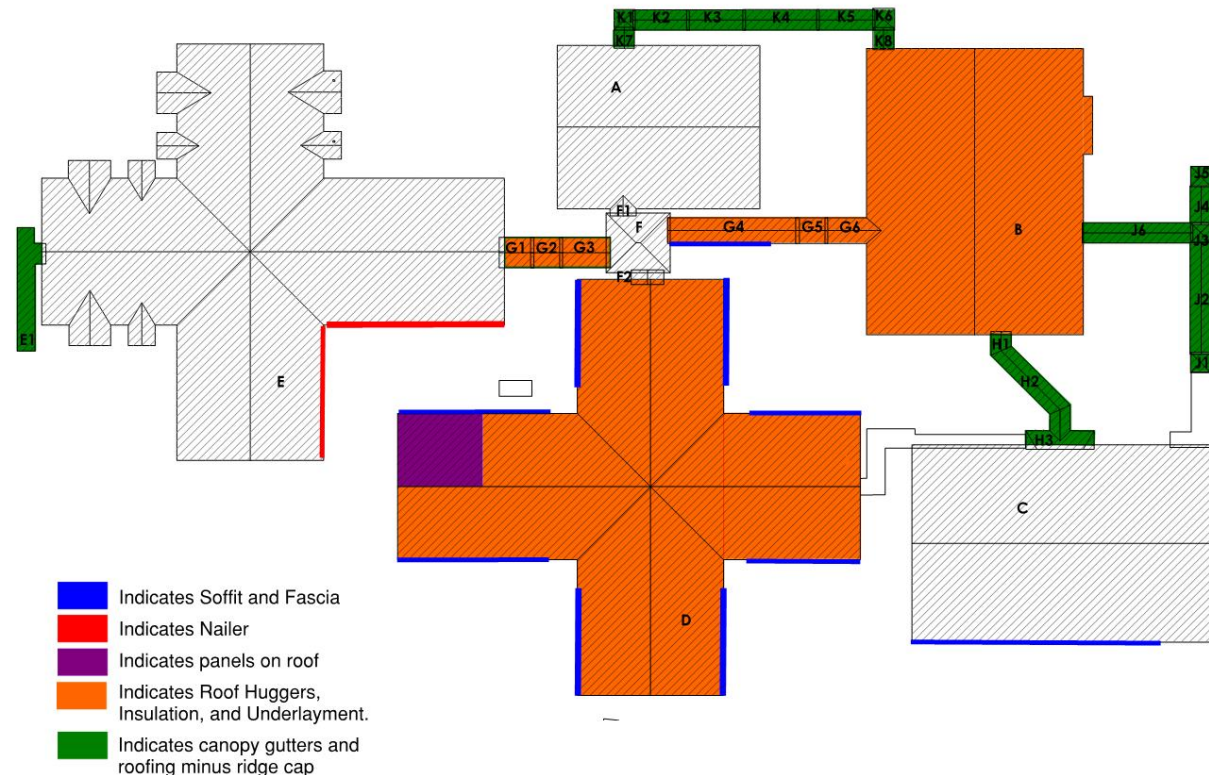 K1 K2 K3 K4 K5 K6
K7 K8
A
J5
J4
F1
F
G4 G5 G6
B
J6
J3
G1 G2 G3
F2
J2
E1
H1
J1
E
H2
H3
C
D
Indicates Soffit and Fascia
Indicates Nailer
Indicates panels on roof
Indicates Roof Huggers,
Insulation, and Underlayment.
Indicates canopy gutters and
roofing minus ridge cap